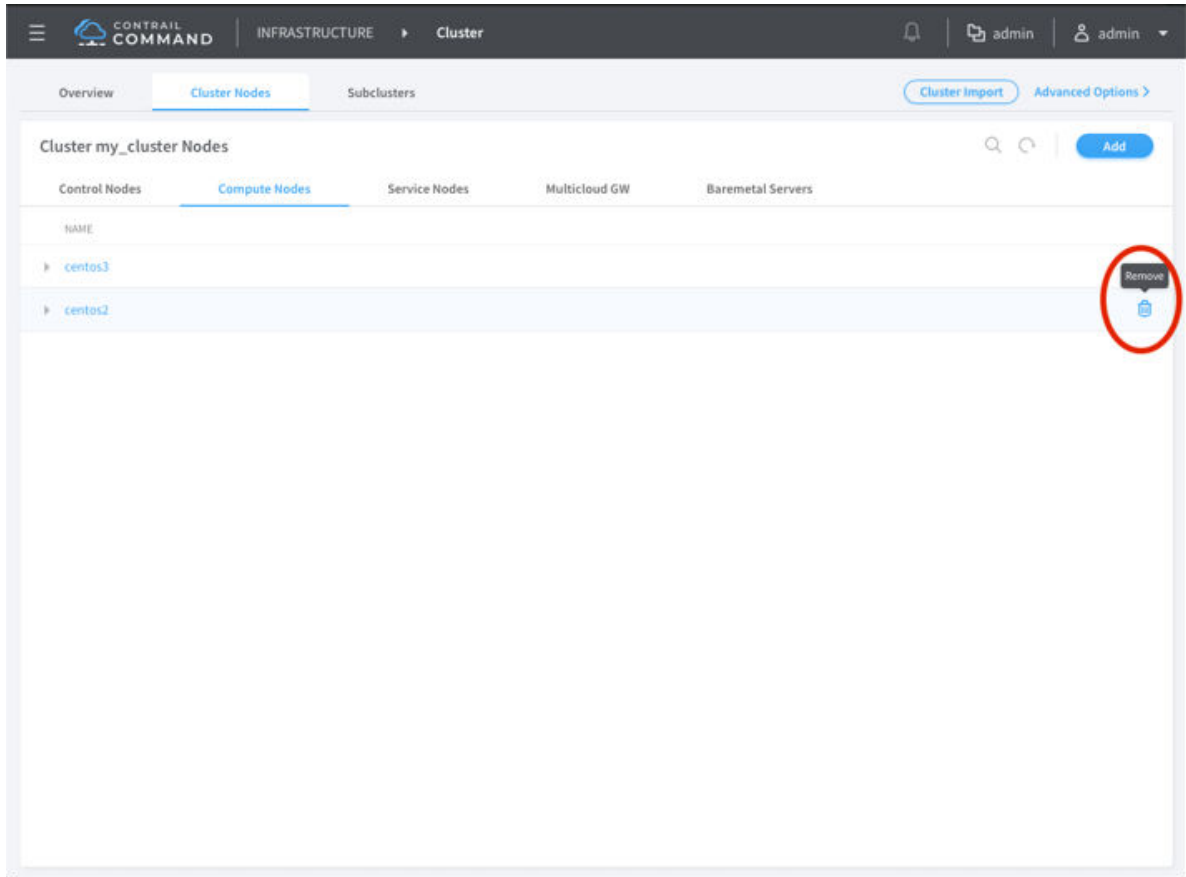 CONTRAIL
COMMAND
INFRASTRUCTURE Cluster admin admin
Overview Cluster Nodes Subclusters Cluster Import Advanced Options
Cluster my_cluster Nodes Add
Control Nodes Compute Nodes Service Nodes Multicloud GW Baremetal Servers
NAME
centos3
Remove
centos2